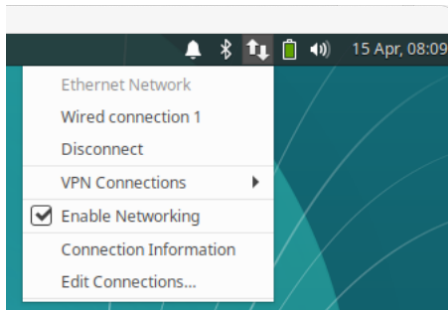 15 Apr, 08:09
Ethernet Network
Wired connection 1
Disconnect
VPN Connections
Enable Networking
Connection Information
Edit Connections...